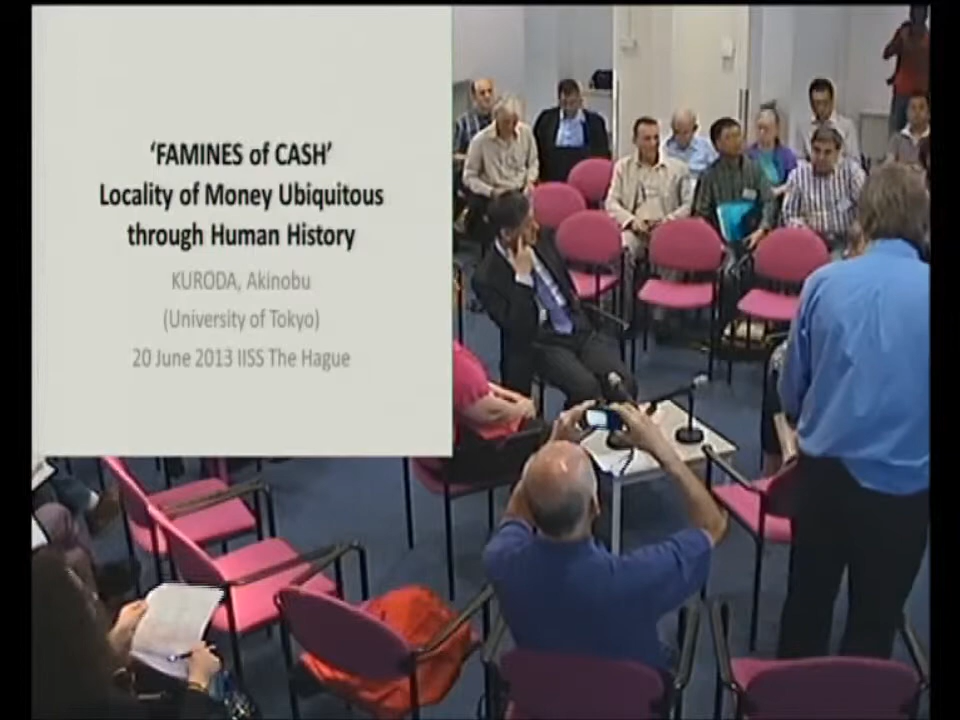 ‘FAMINES of CASH’
Locality of Money Ubiquitous
through Human History
KURODA, Akinobu
(University of Tokyo)
20 June 2013 IISS The Hague